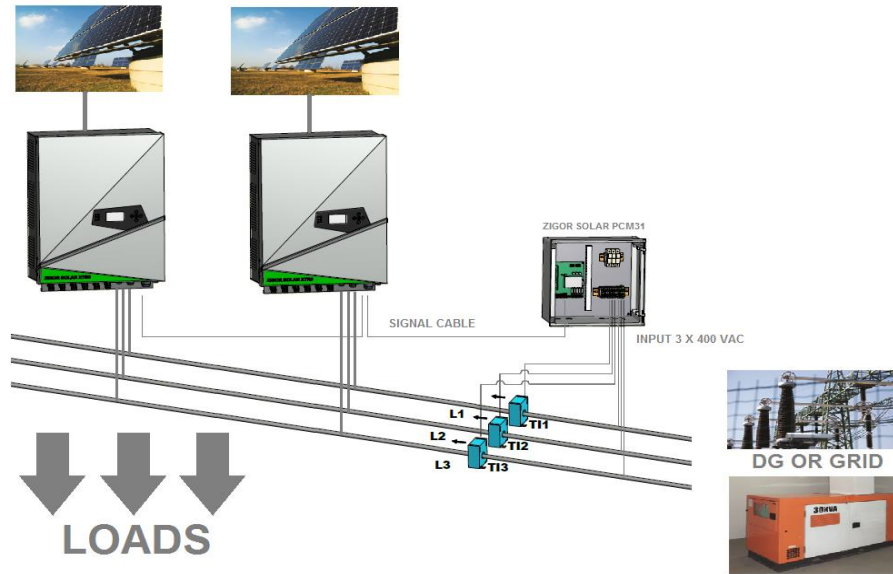 ZIGOR SOLAR PCM31
SIGNAL CABLE
INPUT 3 X 400 VAC
L1
TI1
L2
TI2
L3
TI3
DG OR GRID
30KVA
LOADS